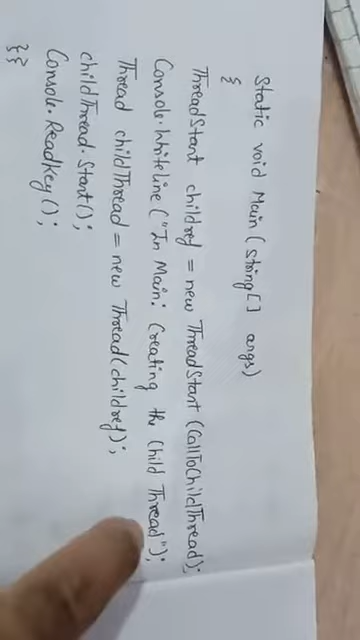 Static void Main (string[] args)
{
ThreadStart childref = new ThreadStart (CallToChildThread);
Console.WriteLine ("In Main: Creating the Child Thread");
Thread childThread = new Thread(childref);
childThread.Start();
Console.ReadKey();
}}